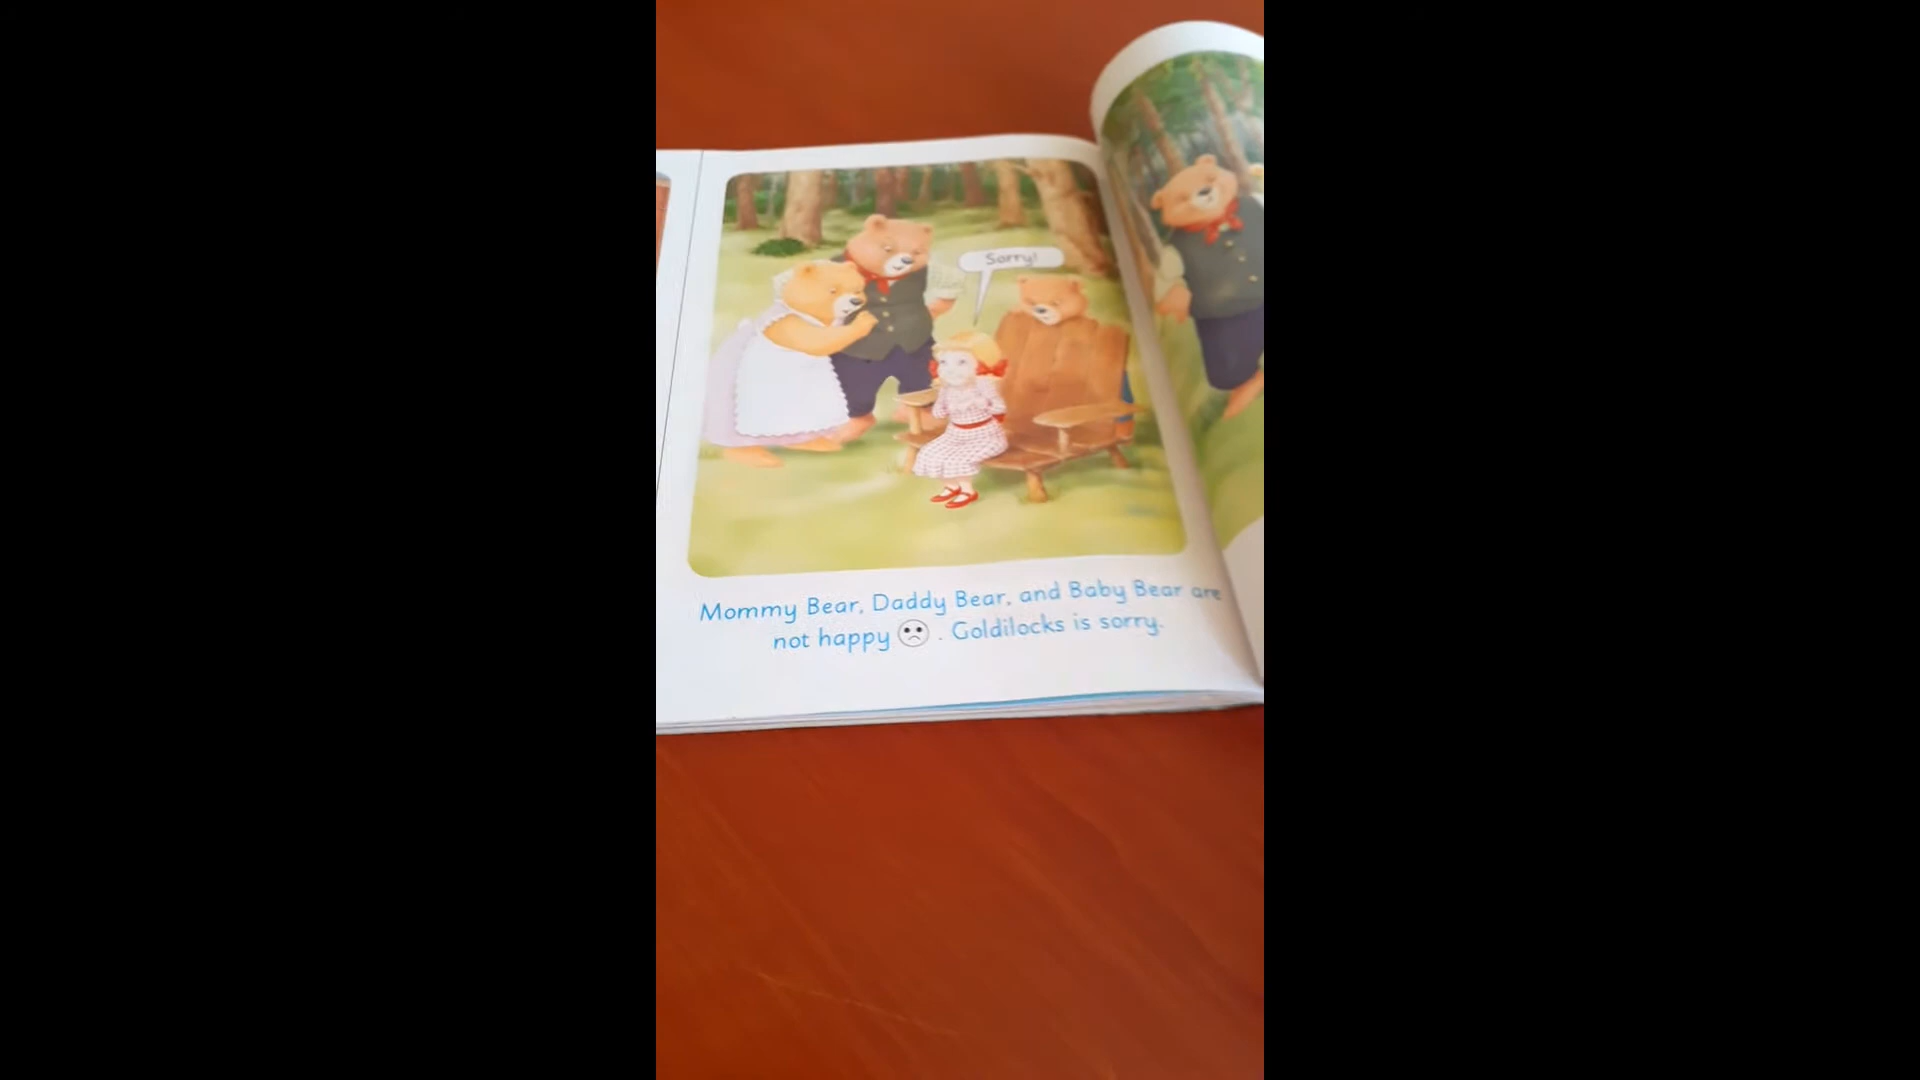 Sorry!
Mommy Bear, Daddy Bear, and Baby Bear are
not happy ☹ . Goldilocks is sorry.